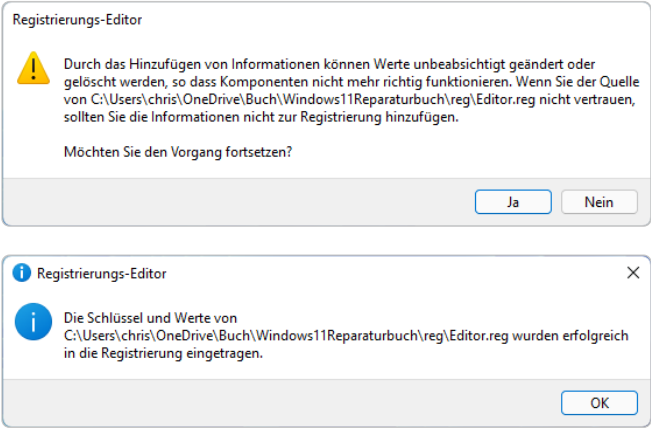 Registrierungs-Editor
Durch das Hinzufügen von Informationen können Werte unbeabsichtigt geändert oder
gelöscht werden, so dass Komponenten nicht mehr richtig funktionieren. Wenn Sie der Quelle
von C:\Users\chris\OneDrive\Buch\Windows11Reparaturbuch\reg\Editor.reg nicht vertrauen,
sollten Sie die Informationen nicht zur Registrierung hinzufügen.
Möchten Sie den Vorgang fortsetzen?
Ja
Nein
Registrierungs-Editor
Die Schlüssel und Werte von
C:\Users\chris\OneDrive\Buch\Windows11Reparaturbuch\reg\Editor.reg wurden erfolgreich
in die Registrierung eingetragen.
OK